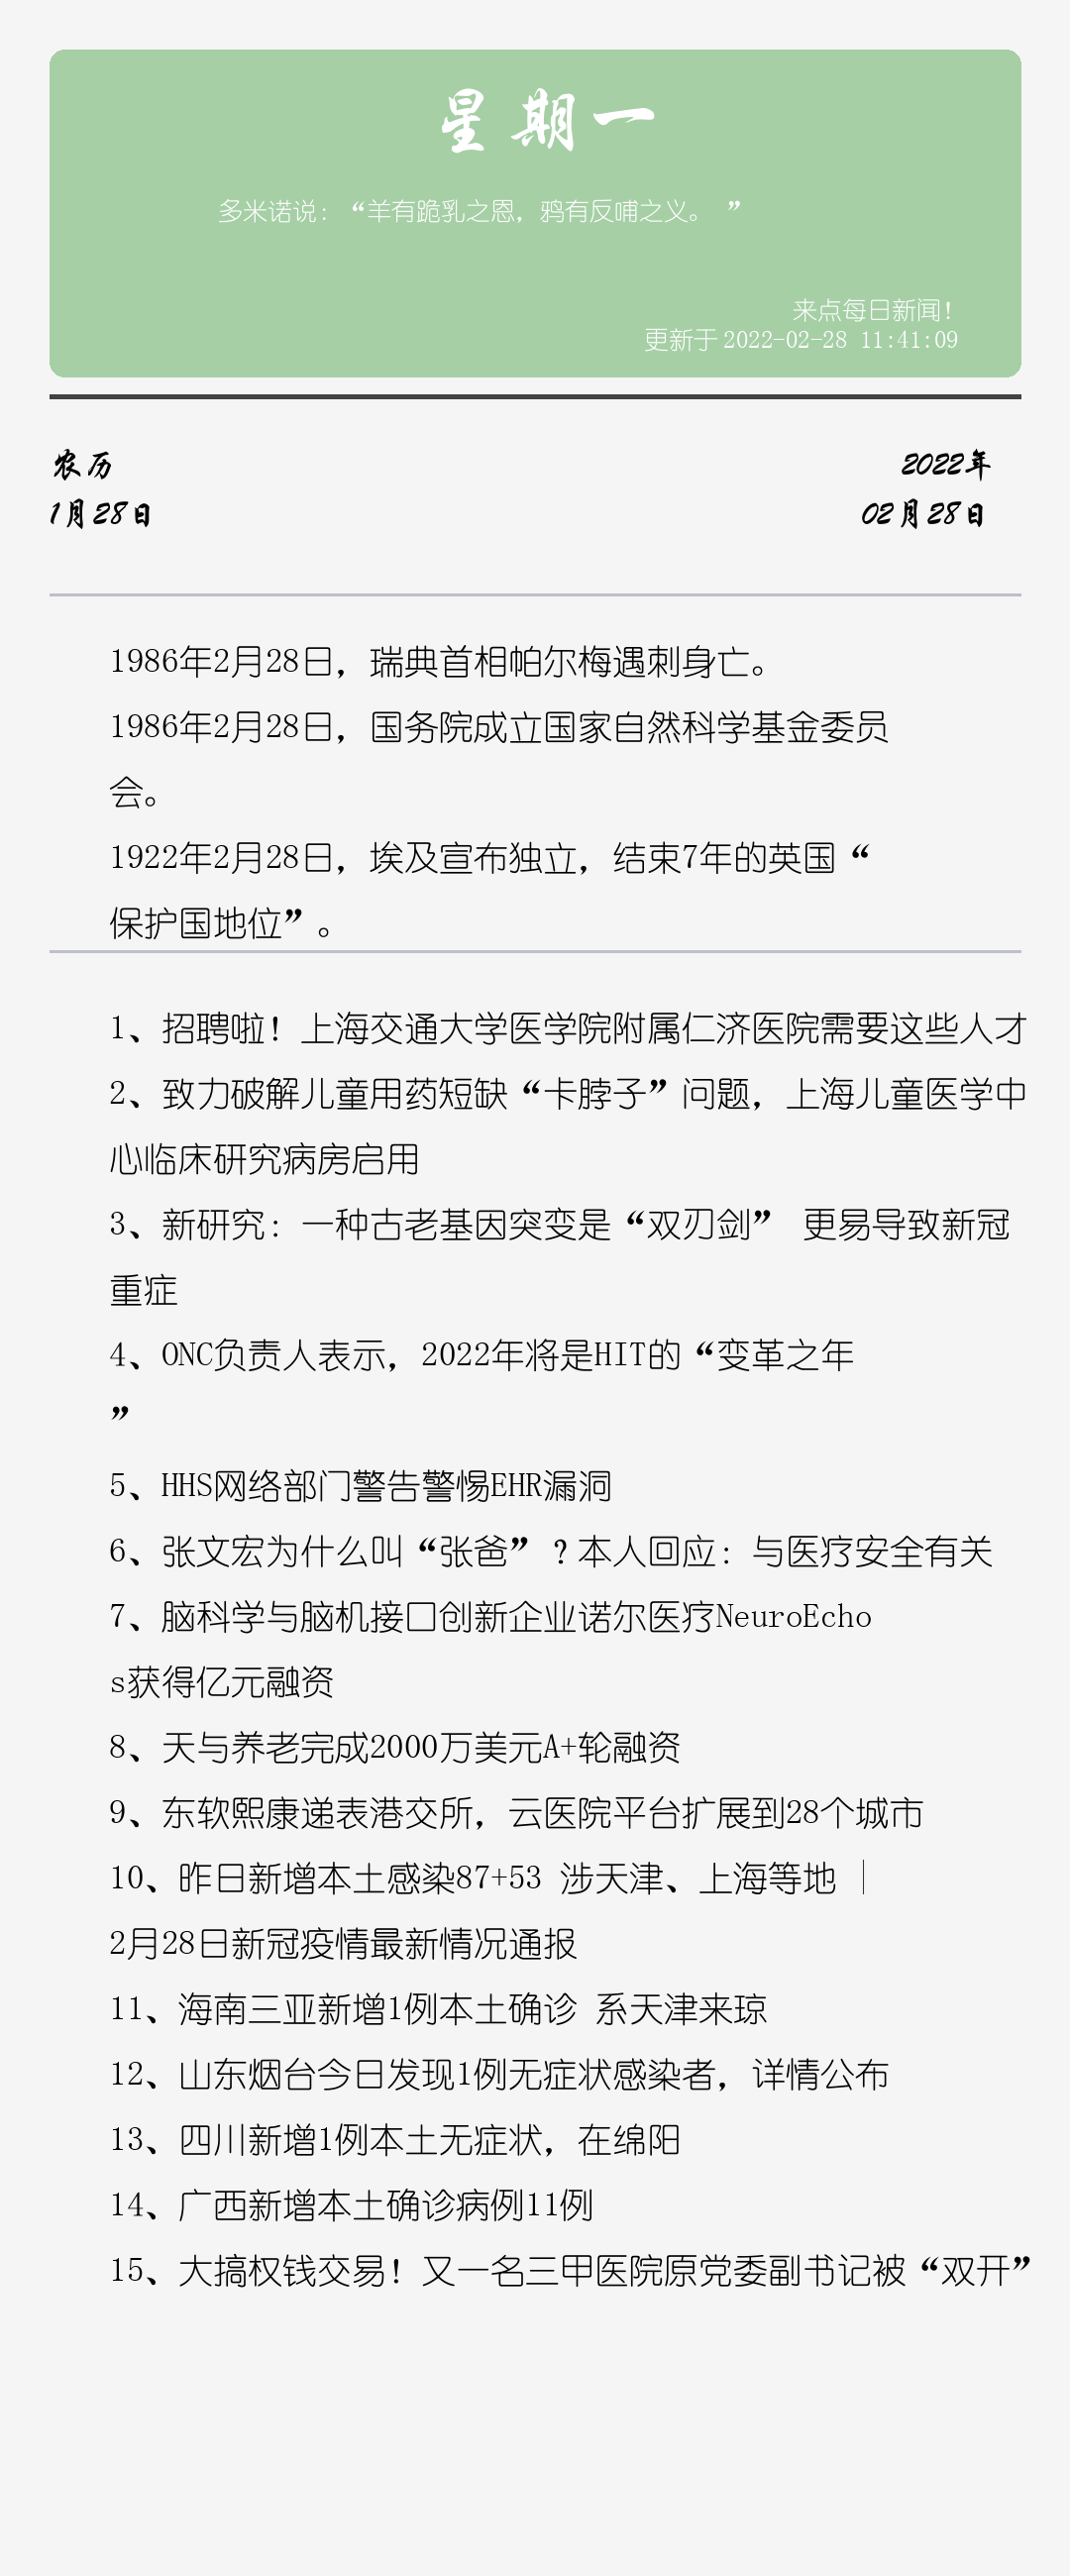 星期一
多米诺说：“羊有跪乳之恩，鸦有反哺之义。 ”
来点每日新闻！
更新于 2022-02-28 11:41:09
农历
2022年
1月28日
02月28日
1986年2月28日，瑞典首相帕尔梅遇刺身亡。
1986年2月28日，国务院成立国家自然科学基金委员
会。
1922年2月28日，埃及宣布独立，结束7年的英国“
保护国地位”。
1、招聘啦！上海交通大学医学院附属仁济医院需要这些人才
2、致力破解儿童用药短缺“卡脖子”问题，上海儿童医学中
心临床研究病房启用
3、新研究：一种古老基因突变是“双刃剑” 更易导致新冠
重症
4、ONC负责人表示，2022年将是HIT的“变革之年
”
5、HHS网络部门警告警惕EHR漏洞
6、张文宏为什么叫“张爸”？本人回应：与医疗安全有关
7、脑科学与脑机接口创新企业诺尔医疗NeuroEcho
s获得亿元融资
8、天与养老完成2000万美元A+轮融资
9、东软熙康递表港交所，云医院平台扩展到28个城市
10、昨日新增本土感染87+53 涉天津、上海等地 |
2月28日新冠疫情最新情况通报
11、海南三亚新增1例本土确诊 系天津来琼
12、山东烟台今日发现1例无症状感染者，详情公布
13、四川新增1例本土无症状，在绵阳
14、广西新增本土确诊病例11例
15、大搞权钱交易！又一名三甲医院原党委副书记被“双开”